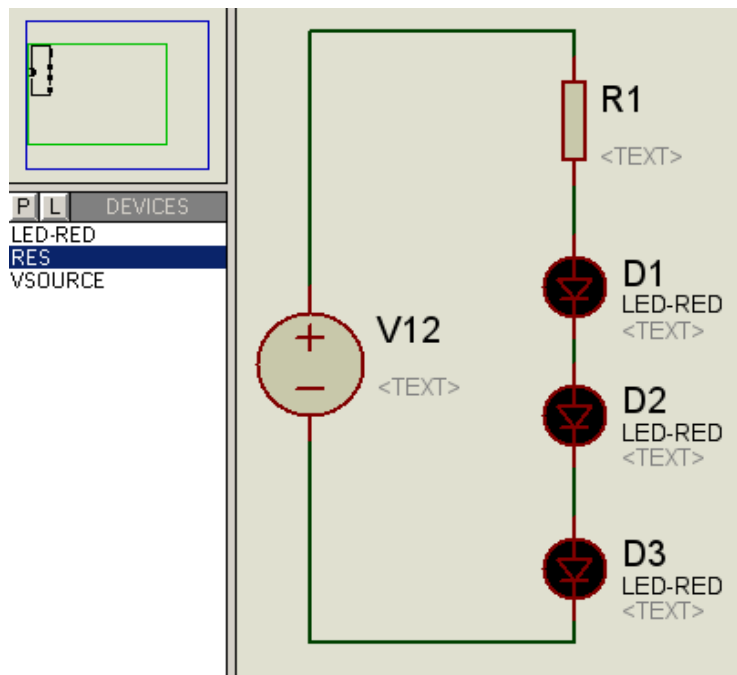 P L DEVICES
LED-RED
RES
VSOURCE
R1
<TEXT>
D1
LED-RED
<TEXT>
V12
<TEXT>
D2
LED-RED
<TEXT>
D3
LED-RED
<TEXT>